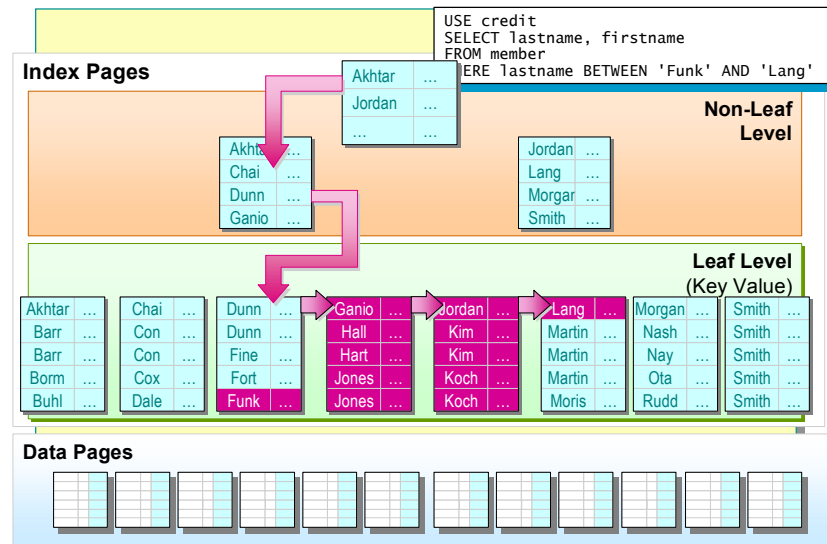 USE credit
SELECT lastname, firstname
FROM member
ERE lastname BETWEEN 'Funk' AND 'Lang'
Index Pages
Akhtar ...
Jordan ...
... ...
Non-Leaf
Level
Akhta ...
Chai ...
Dunn ...
Ganio ...
Jordan ...
Lang ...
Morgar ...
Smith ...
Leaf Level
(Key Value)
Akhtar ...
Barr ...
Barr ...
Borm ...
Buhl ...
Chai ...
Con ...
Con ...
Cox ...
Dale ...
Dunn ...
Dunn ...
Fine ...
Fort ...
Funk ...
Ganio ...
Hall ...
Hart ...
Jones ...
Jones ...
Jordan ...
Kim ...
Kim ...
Koch ...
Koch ...
Lang ...
Martin ...
Martin ...
Martin ...
Moris ...
Morgan ...
Nash ...
Nay ...
Ota ...
Rudd ...
Smith ...
Smith ...
Smith ...
Smith ...
Smith ...
Data Pages